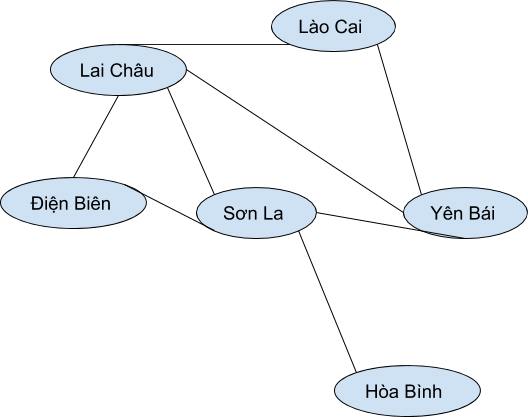 Lào Cai
Lai Châu
Điện Biên
Sơn La
Yên Bái
Hòa Bình